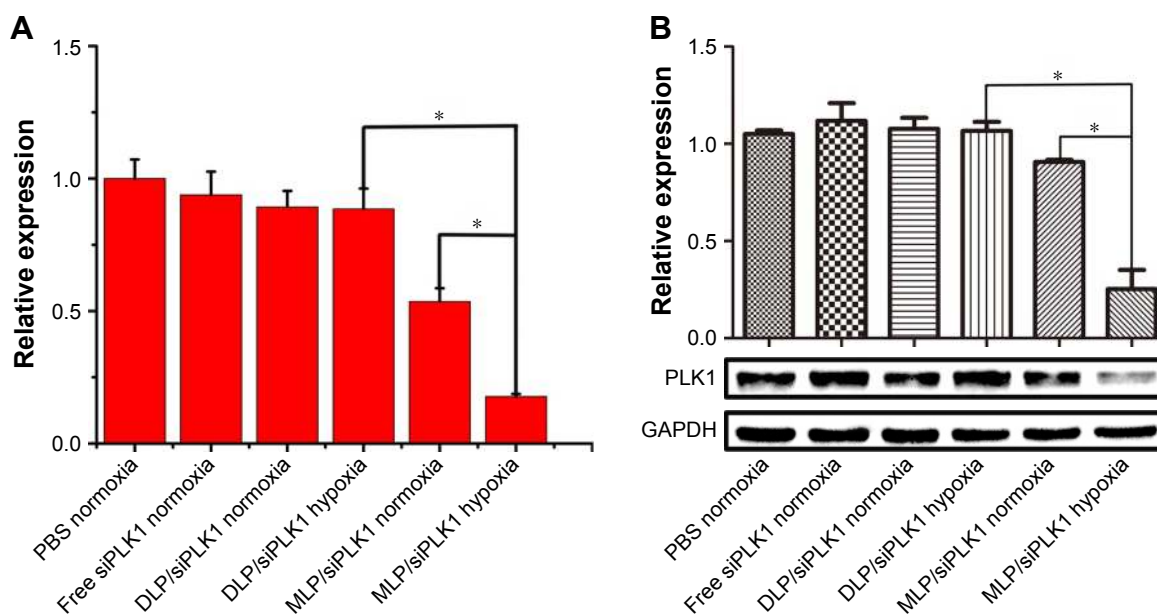 A
Relative expression
1.5
1.0
0.5
0.0
*
*
PBS normoxia
Free siPLK1 normoxia
DLP/siPLK1 normoxia
DLP/siPLK1 hypoxia
MLP/siPLK1 normoxia
MLP/siPLK1 hypoxia
B
Relative expression
1.5
1.0
0.5
0.0
*
*
PLK1
GAPDH
PBS normoxia
Free siPLK1 normoxia
DLP/siPLK1 normoxia
DLP/siPLK1 hypoxia
MLP/siPLK1 normoxia
MLP/siPLK1 hypoxia